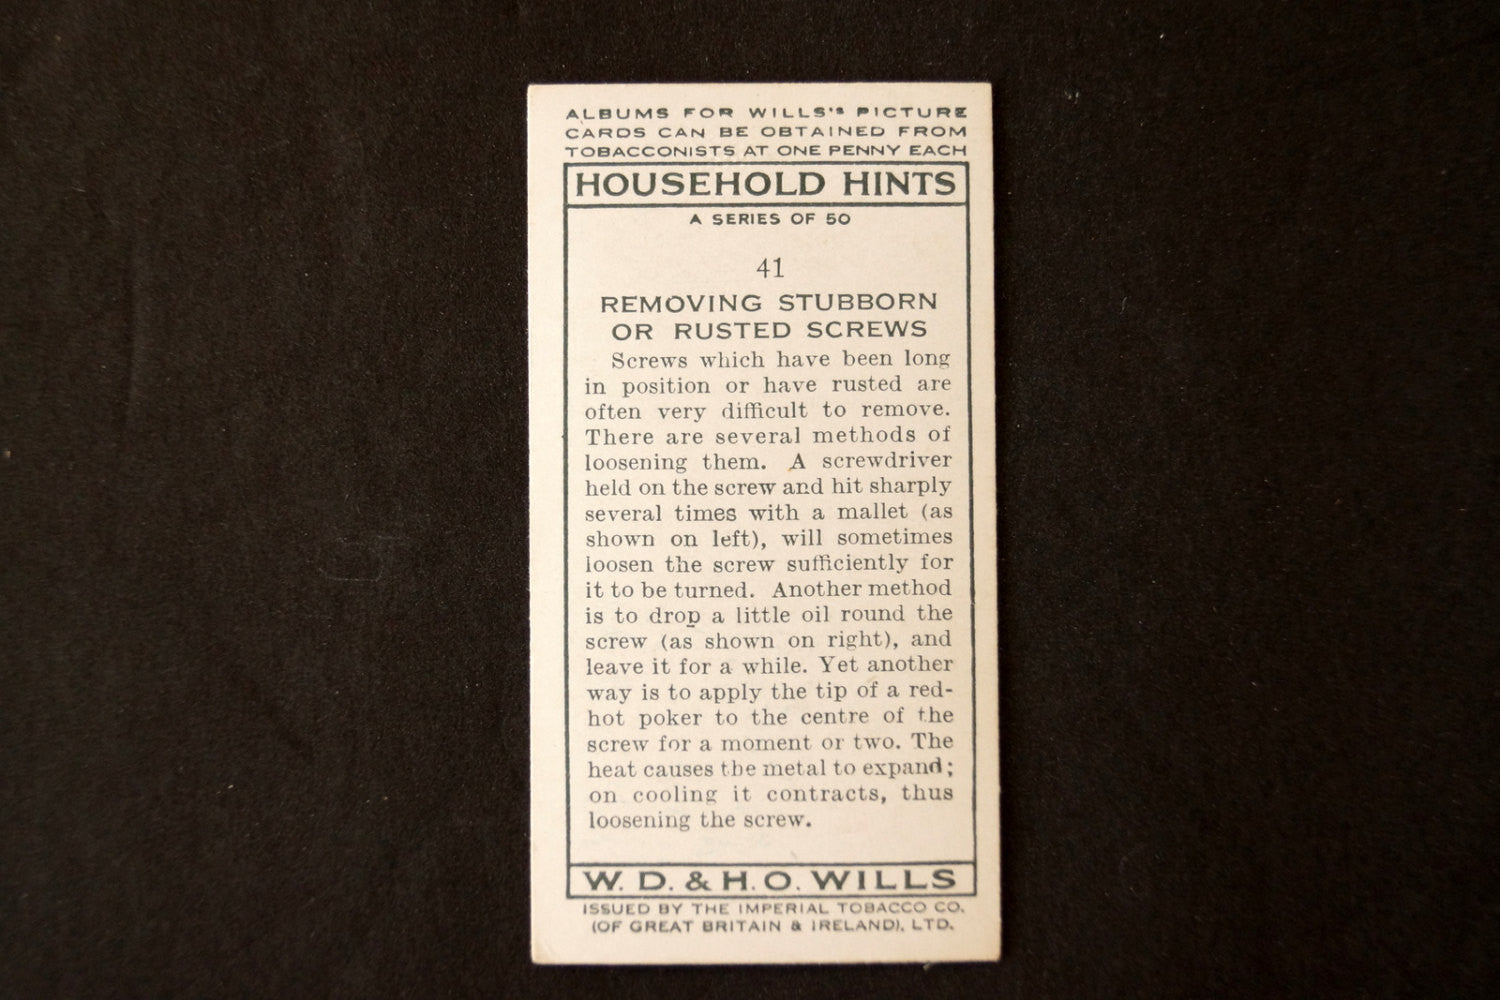 ALBUMS FOR WILLS'S PICTURE
CARDS CAN BE OBTAINED FROM
TOBACCONISTS AT ONE PENNY EACH
HOUSEHOLD HINTS
A SERIES OF 50
41
REMOVING STUBBORN
OR RUSTED SCREWS
Screws which have been long
in position or have rusted are
often very difficult to remove.
There are several methods of
loosening them. A screwdriver
held on the screw and hit sharply
several times with a mallet (as
shown on left), will sometimes
loosen the screw sufficiently for
it to be turned. Another method
is to drop a little oil round the
screw (as shown on right), and
leave it for a while. Yet another
way is to apply the tip of a red-
hot poker to the centre of the
screw for a moment or two. The
heat causes the metal to expand;
on cooling it contracts, thus
loosening the screw.
W. D. & H. O. WILLS
ISSUED BY THE IMPERIAL TOBACCO CO.
(OF GREAT BRITAIN & IRELAND), LTD.